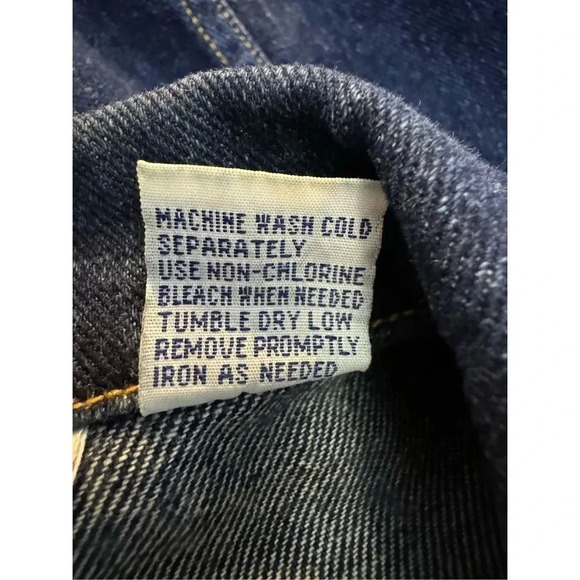 MACHINE WASH COLD
SEPARATELY
USE NON-CHLORINE
BLEACH WHEN NEEDED
TUMBLE DRY LOW
REMOVE PROMPTLY
IRON AS NEEDED